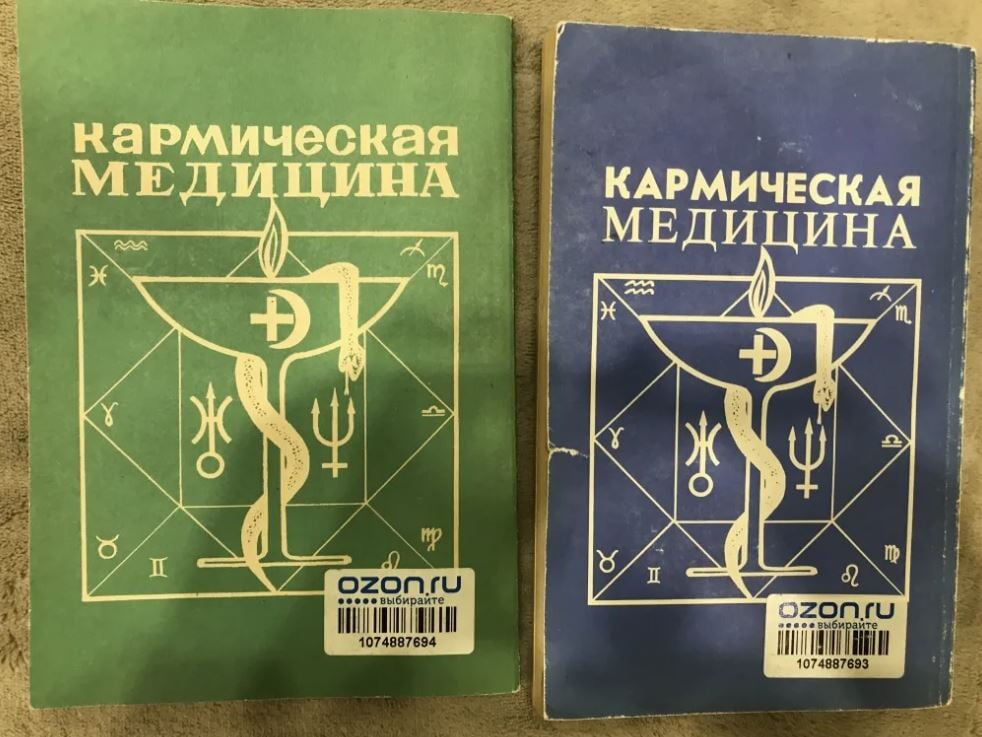 кармическая
МЕДИЦИНА
ozon.ru
выбирайте
1074887694
КАРМИЧЕСКАЯ
МЕДИЦИНА
ozon.ru
выбирайте
1074887693